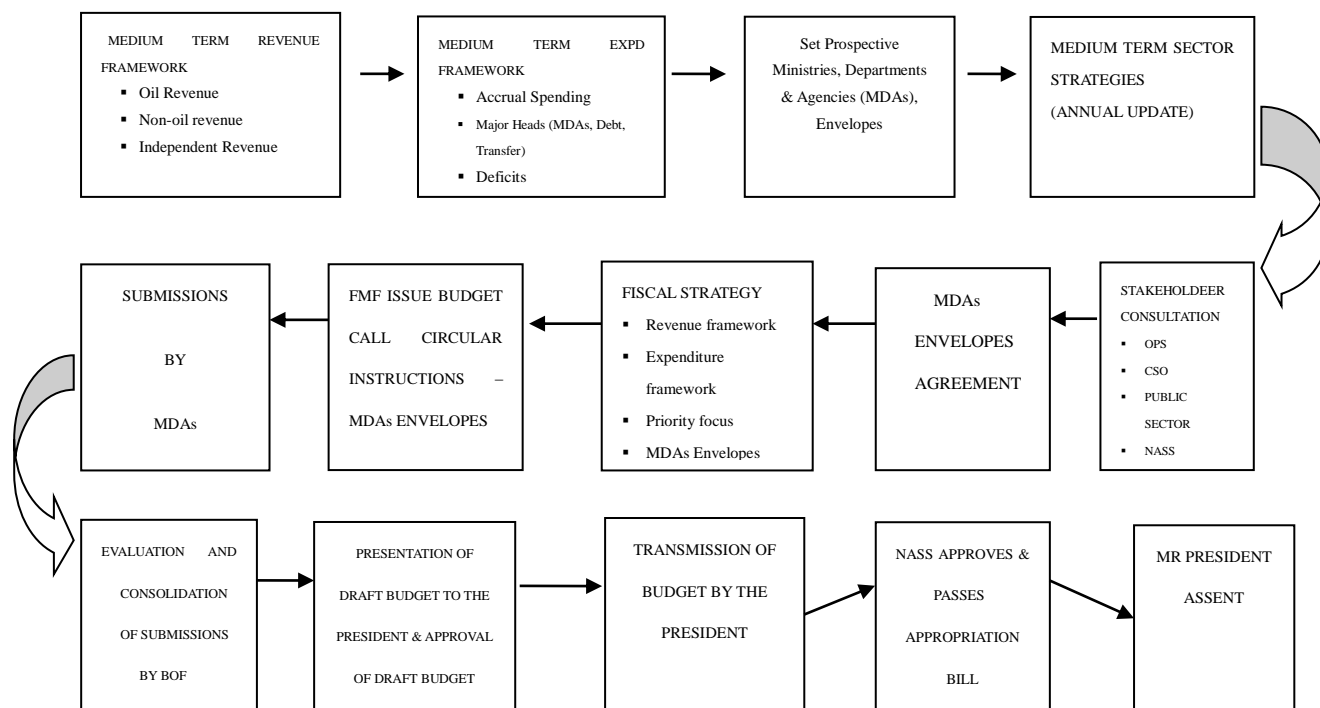 MEDIUM TERM REVENUE
FRAMEWORK
▪ Oil Revenue
▪ Non-oil revenue
▪ Independent Revenue
MEDIUM TERM EXPD
FRAMEWORK
▪ Accrual Spending
▪ Major Heads (MDAs, Debt,
Transfer)
▪ Deficits
Set Prospective
Ministries, Departments
& Agencies (MDAs),
Envelopes
MEDIUM TERM SECTOR
STRATEGIES
(ANNUAL UPDATE)
STAKEHOLDEER
CONSULTATION
▪ OPS
▪ CSO
▪ PUBLIC
SECTOR
▪ NASS
MDAs
ENVELOPES
AGREEMENT
FISCAL STRATEGY
▪ Revenue framework
▪ Expenditure
framework
▪ Priority focus
▪ MDAs Envelopes
FMF ISSUE BUDGET
CALL CIRCULAR
INSTRUCTIONS –
MDAs ENVELOPES
SUBMISSIONS
BY
MDAs
EVALUATION AND
CONSOLIDATION
OF SUBMISSIONS
BY BOF
PRESENTATION OF
DRAFT BUDGET TO THE
PRESIDENT & APPROVAL
OF DRAFT BUDGET
TRANSMISSION OF
BUDGET BY THE
PRESIDENT
NASS APPROVES &
PASSES
APPROPRIATION
BILL
MR PRESIDENT
ASSENT